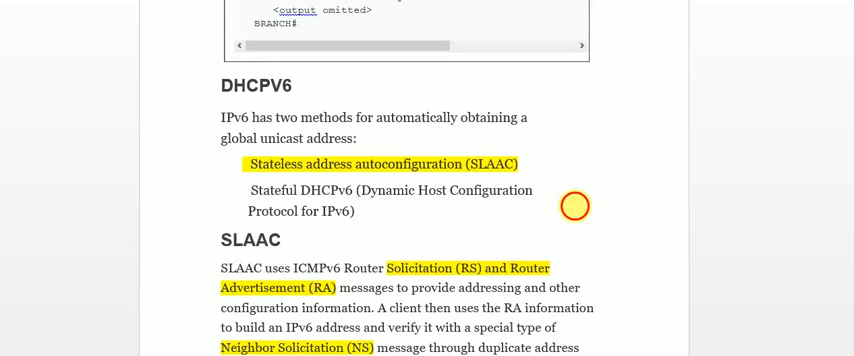 <output omitted>
BRANCH#
DHCPV6
IPv6 has two methods for automatically obtaining a
global unicast address:
Stateless address autoconfiguration (SLAAC)
Stateful DHCPv6 (Dynamic Host Configuration
Protocol for IPv6)
SLAAC
SLAAC uses ICMPv6 Router Solicitation (RS) and Router
Advertisement (RA) messages to provide addressing and other
configuration information. A client then uses the RA information
to build an IPv6 address and verify it with a special type of
Neighbor Solicitation (NS) message through duplicate address